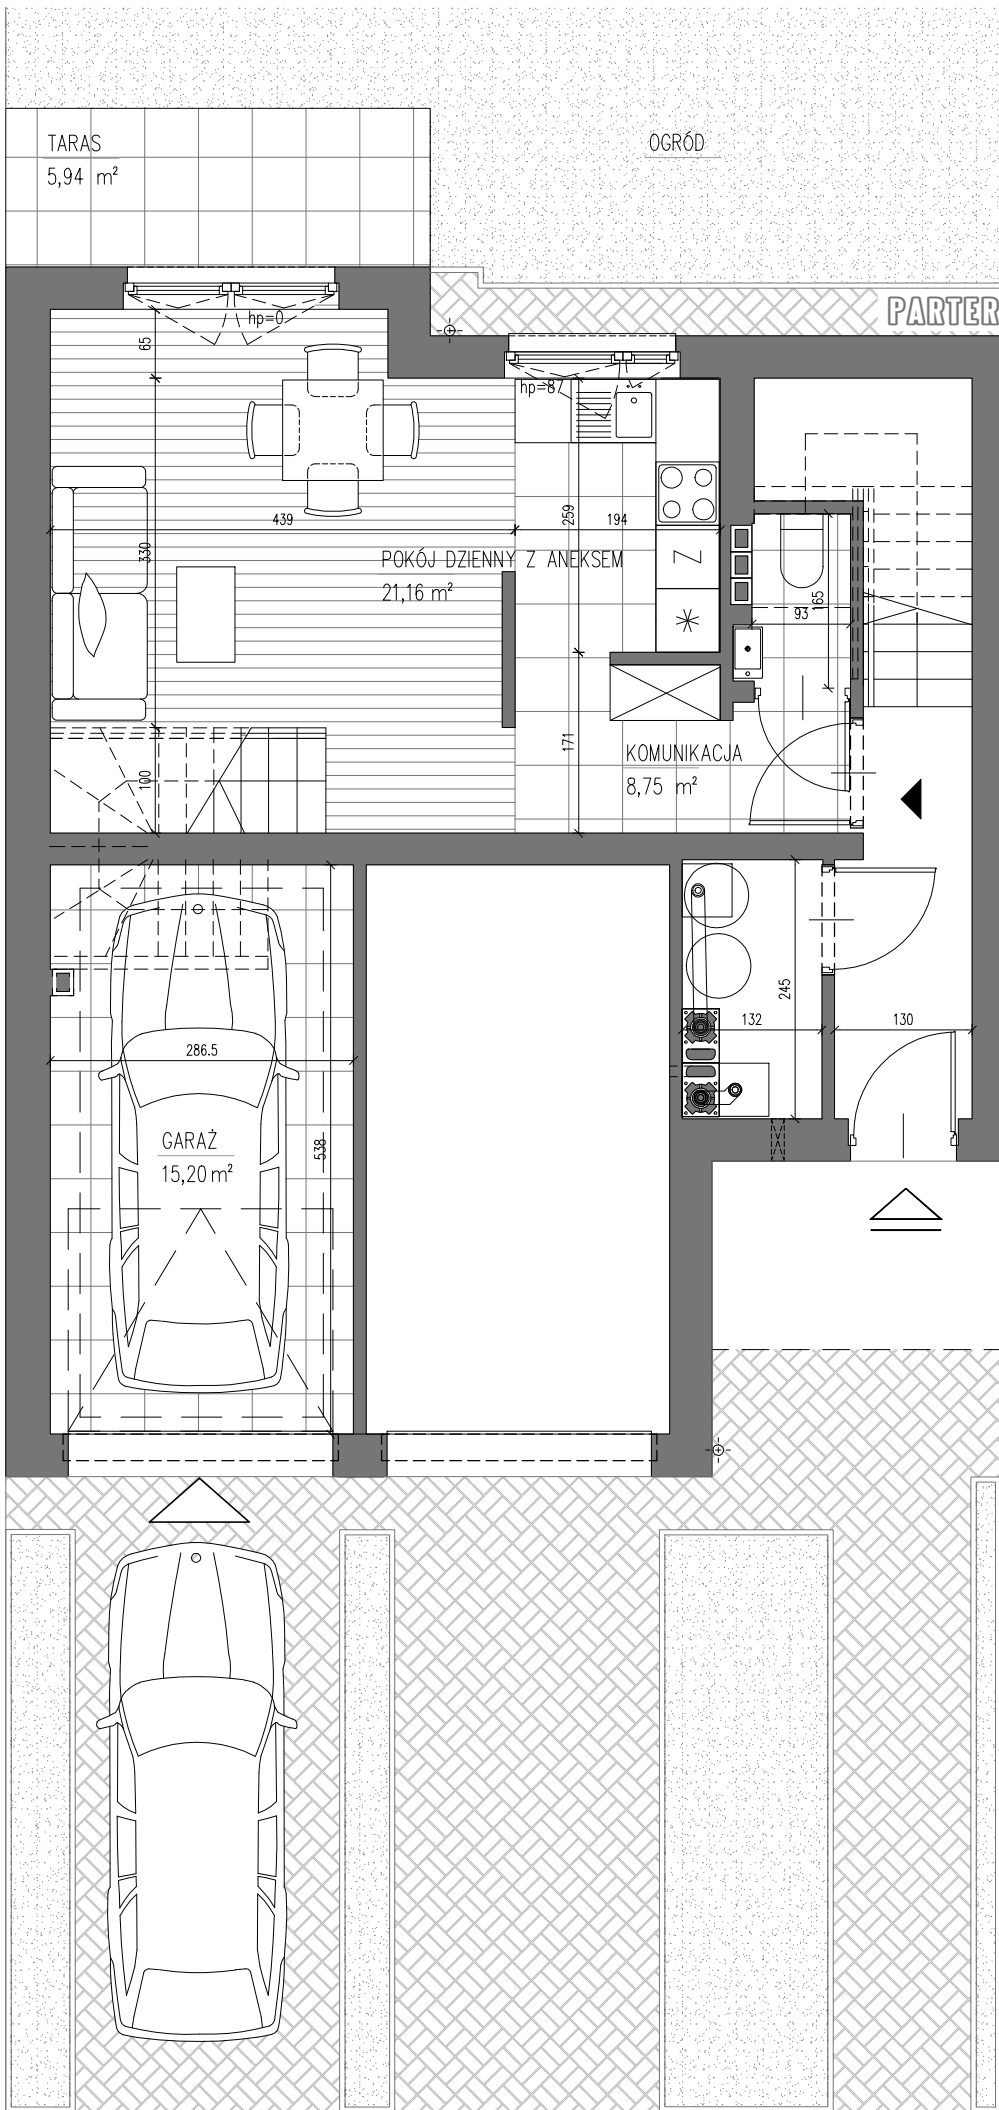 TARAS
5,94 m²
OGRÓD
PARTER
hp=0
65
hp=87
439
330
259
194
POKÓJ DZIENNY Z ANEKSEM
21,16 m²
Z
165
93
171
100
KOMUNIKACJA
8,75 m²
245
132
130
286.5
538
GARAŻ
15,20 m²